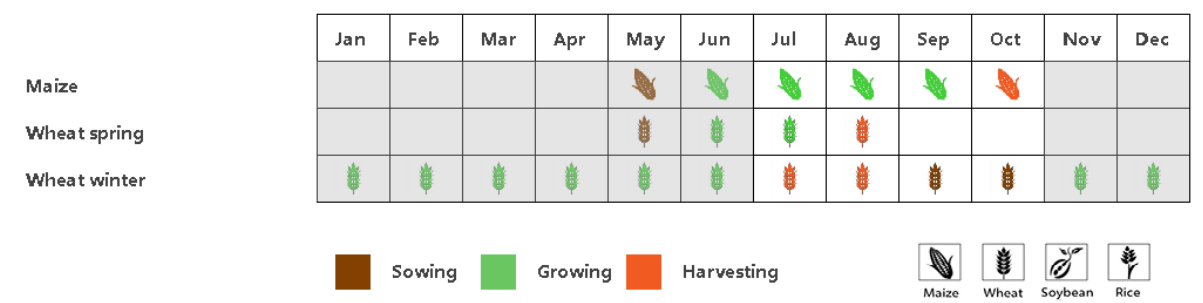 Jan Feb Mar Apr May Jun Jul Aug Sep Oct Nov Dec
Maize
Wheat spring
Wheat winter
Sowing Growing Harvesting
Maize Wheat Soybean Rice